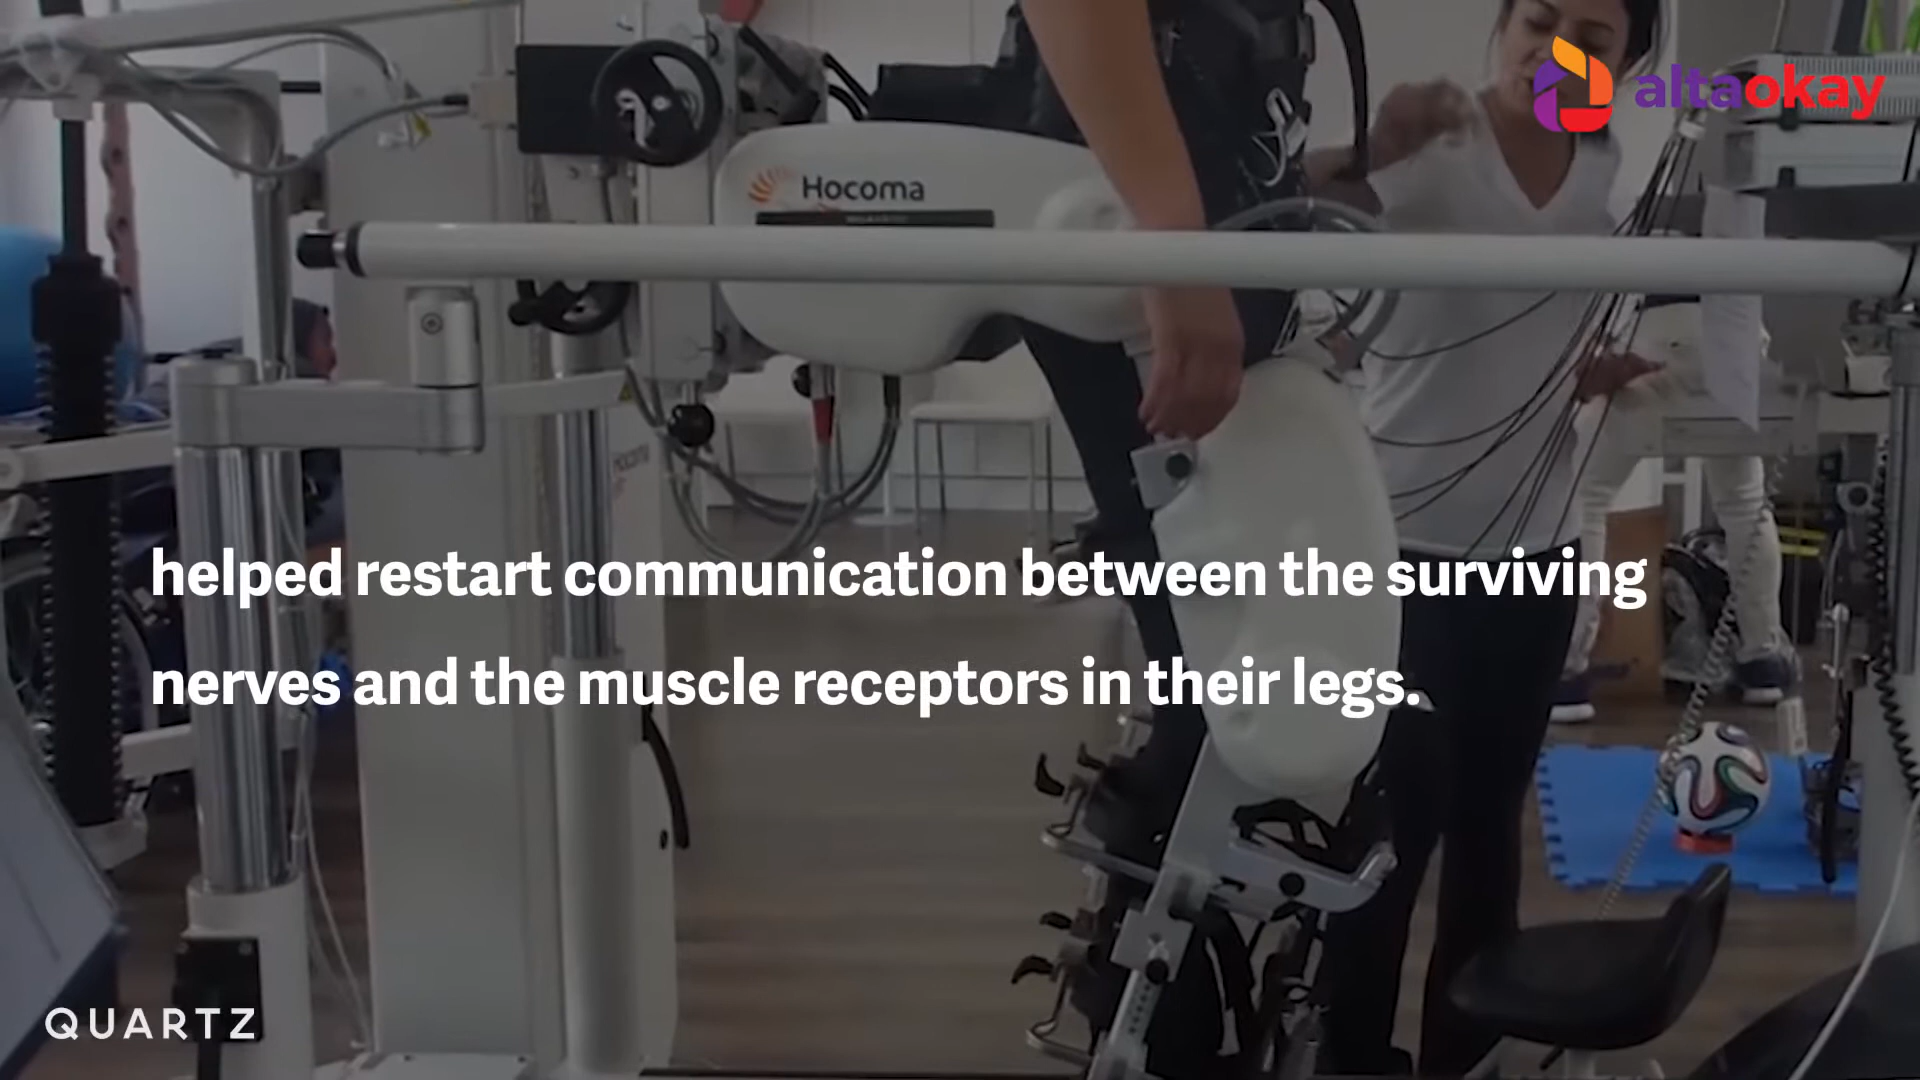 altaokay
Hocoma
helped restart communication between the surviving
nerves and the muscle receptors in their legs.
QUARTZ